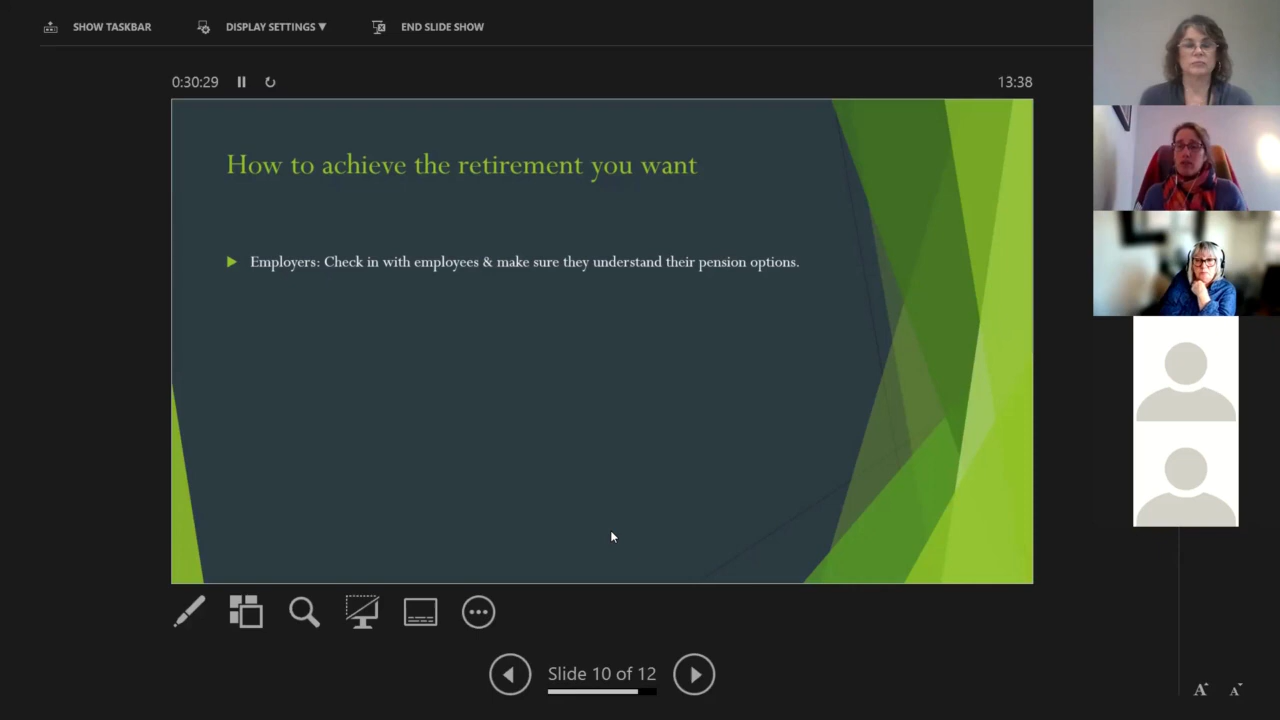 SHOW TASKBAR
DISPLAY SETTINGS ▼
END SLIDE SHOW
0:30:29
13:38
How to achieve the retirement you want
Employers: Check in with employees & make sure they understand their pension options.
Slide 10 of 12
A A